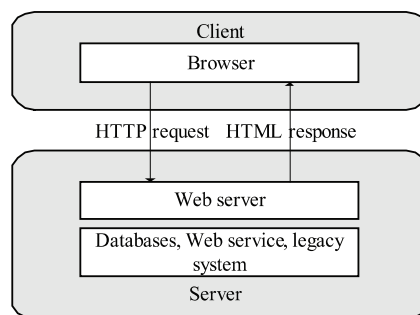 Client
Browser
HTTP request HTML response
Web server
Databases, Web service, legacy
system
Server